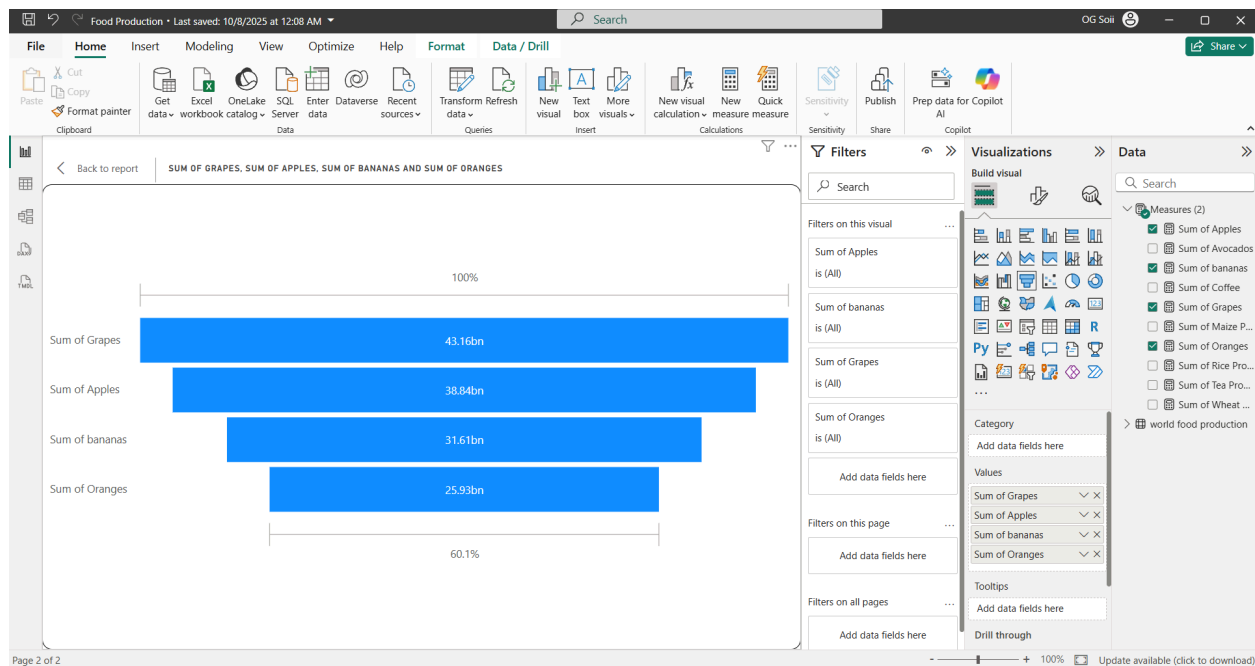 Food Production • Last saved: 10/8/2025 at 12:08 AM
Search
OG Soii
File Home Insert Modeling View Optimize Help Format Data / Drill
Share
Paste
Cut
Copy
Format painter
Clipboard
Get data
Excel workbook
OneLake catalog
SQL Server
Enter data
Dataverse
Recent sources
Data
Transform data
Refresh
Queries
New visual
Text box
More visuals
Insert
New visual calculation
New measure
Quick measure
Calculations
Sensitivity
Sensitivity
Publish
Share
Prep data for AI
Copilot
Copilot
Back to report
SUM OF GRAPES, SUM OF APPLES, SUM OF BANANAS AND SUM OF ORANGES
100%
Sum of Grapes 43.16bn
Sum of Apples 38.84bn
Sum of bananas 31.61bn
Sum of Oranges 25.93bn
60.1%
Filters
Search
Filters on this visual
Sum of Apples
is (All)
Sum of bananas
is (All)
Sum of Grapes
is (All)
Sum of Oranges
is (All)
Add data fields here
Filters on this page
Add data fields here
Filters on all pages
Add data fields here
Visualizations
Build visual
123
R
Py
Category
Add data fields here
Values
Sum of Grapes
Sum of Apples
Sum of bananas
Sum of Oranges
Tooltips
Add data fields here
Drill through
Data
Search
Measures (2)
Sum of Apples
Sum of Avocados
Sum of bananas
Sum of Coffee
Sum of Grapes
Sum of Maize P...
Sum of Oranges
Sum of Rice Pro...
Sum of Tea Pro...
Sum of Wheat ...
world food production
DAX
TMDL
Page 2 of 2
- + 100%
Update available (click to download)